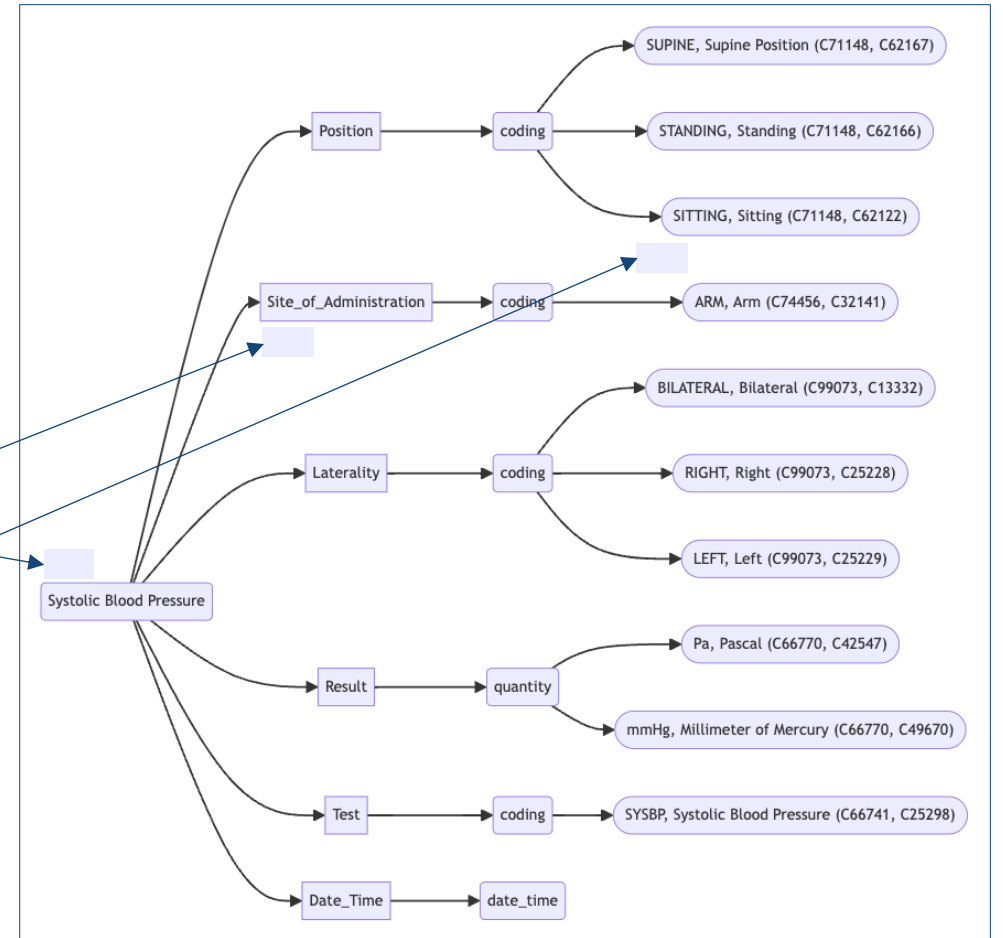 SUPINE, Supine Position (C71148, C62167)
Position
coding
STANDING, Standing (C71148, C62166)
SITTING, Sitting (C71148, C62122)
Site_of_Administration
coding
ARM, Arm (C74456, C32141)
BILATERAL, Bilateral (C99073, C13332)
Laterality
coding
RIGHT, Right (C99073, C25228)
LEFT, Left (C99073, C25229)
Systolic Blood Pressure
Pa, Pascal (C66770, C42547)
Result
quantity
mmHg, Millimeter of Mercury (C66770, C49670)
Test
coding
SYSBP, Systolic Blood Pressure (C66741, C25298)
Date_Time
date_time